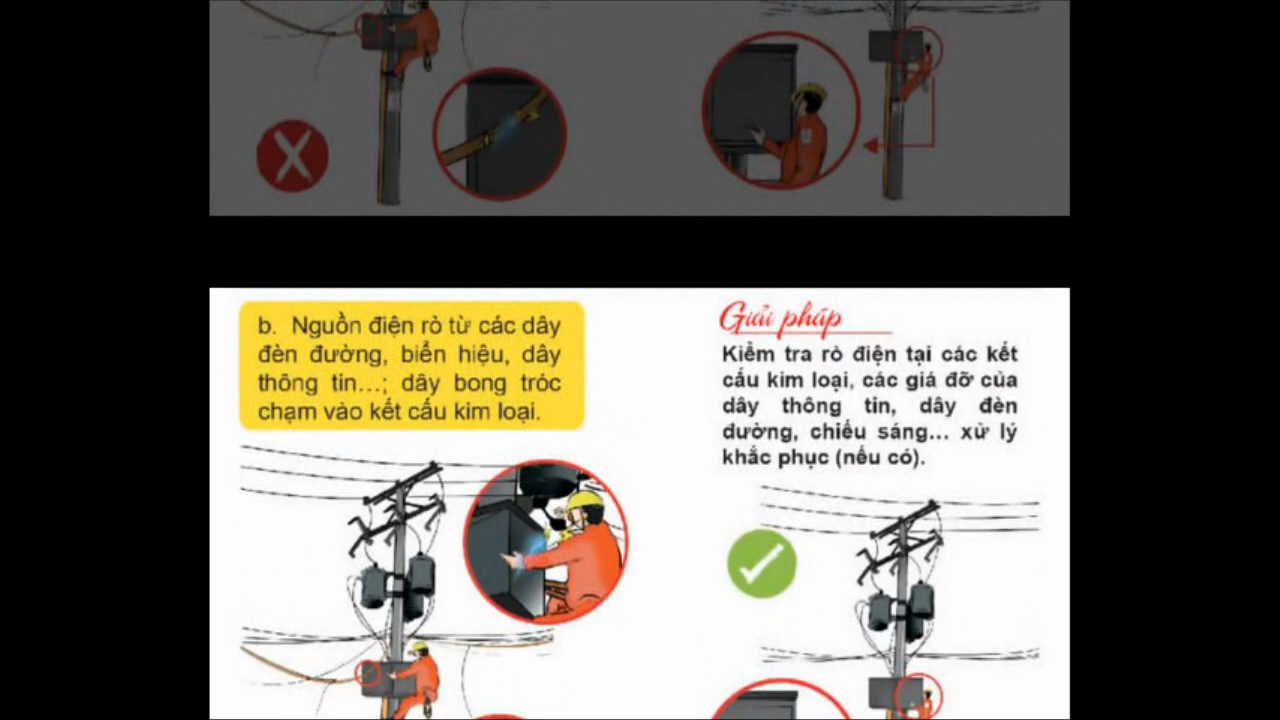 b. Nguồn điện rò từ các dây
đèn đường, biển hiệu, dây
thông tin...; dây bong tróc
chạm vào kết cấu kim loại.
Giải pháp
Kiểm tra rò điện tại các kết
cấu kim loại, các giá đỡ của
dây thông tin, dây đèn
đường, chiếu sáng... xử lý
khắc phục (nếu có).